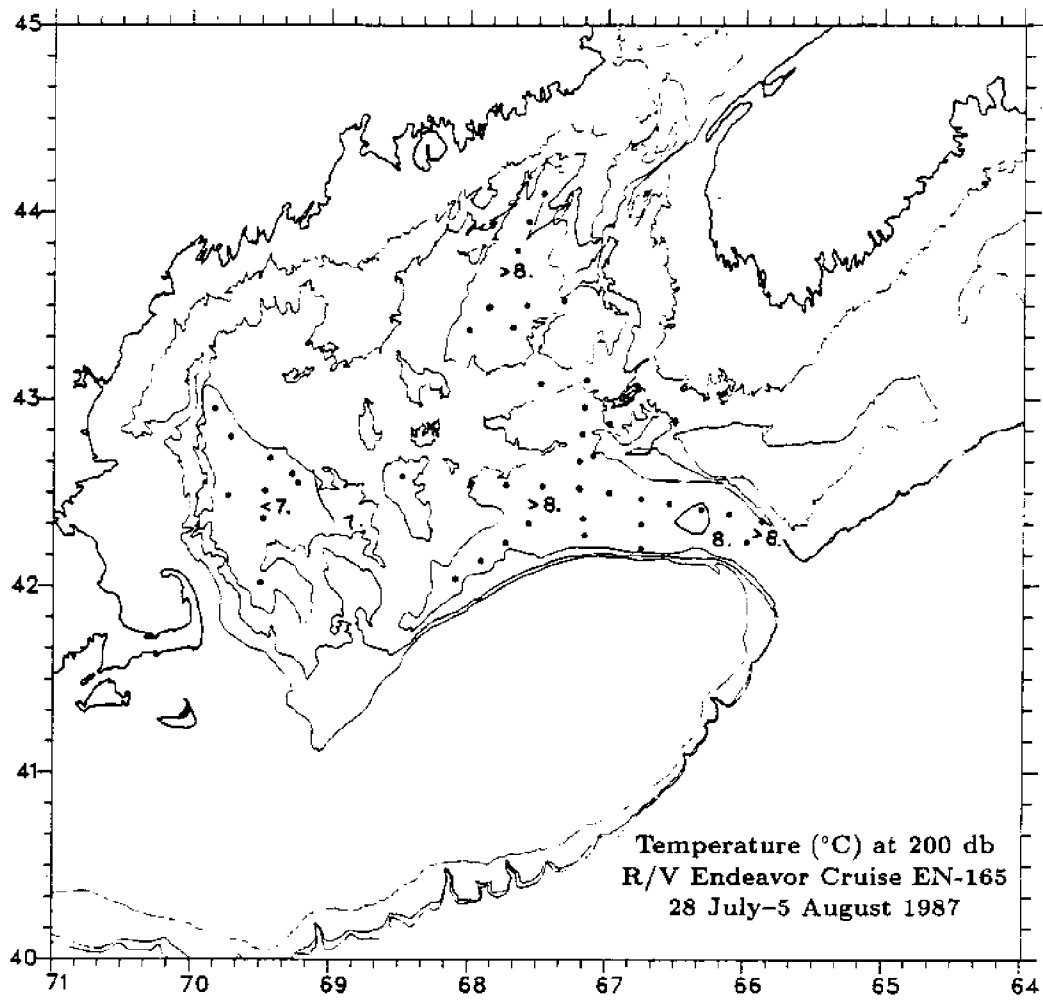 45
44
>8.
43
<7.
>8.
8.
>8.
42
41
Temperature (°C) at 200 db
R/V Endeavor Cruise EN-165
28 July–5 August 1987
40
71 70 69 68 67 66 65 64